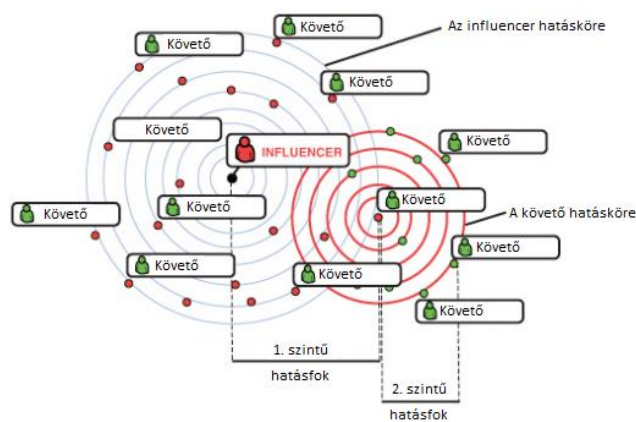 Követő
Az influencer hatásköre
Követő
Követő
Követő
INFLUENCER
Követő
Követő
Követő
Követő
A követő hatásköre
Követő
Követő
Követő
Követő
1. szintű
hatásfok
2. szintű
hatásfok